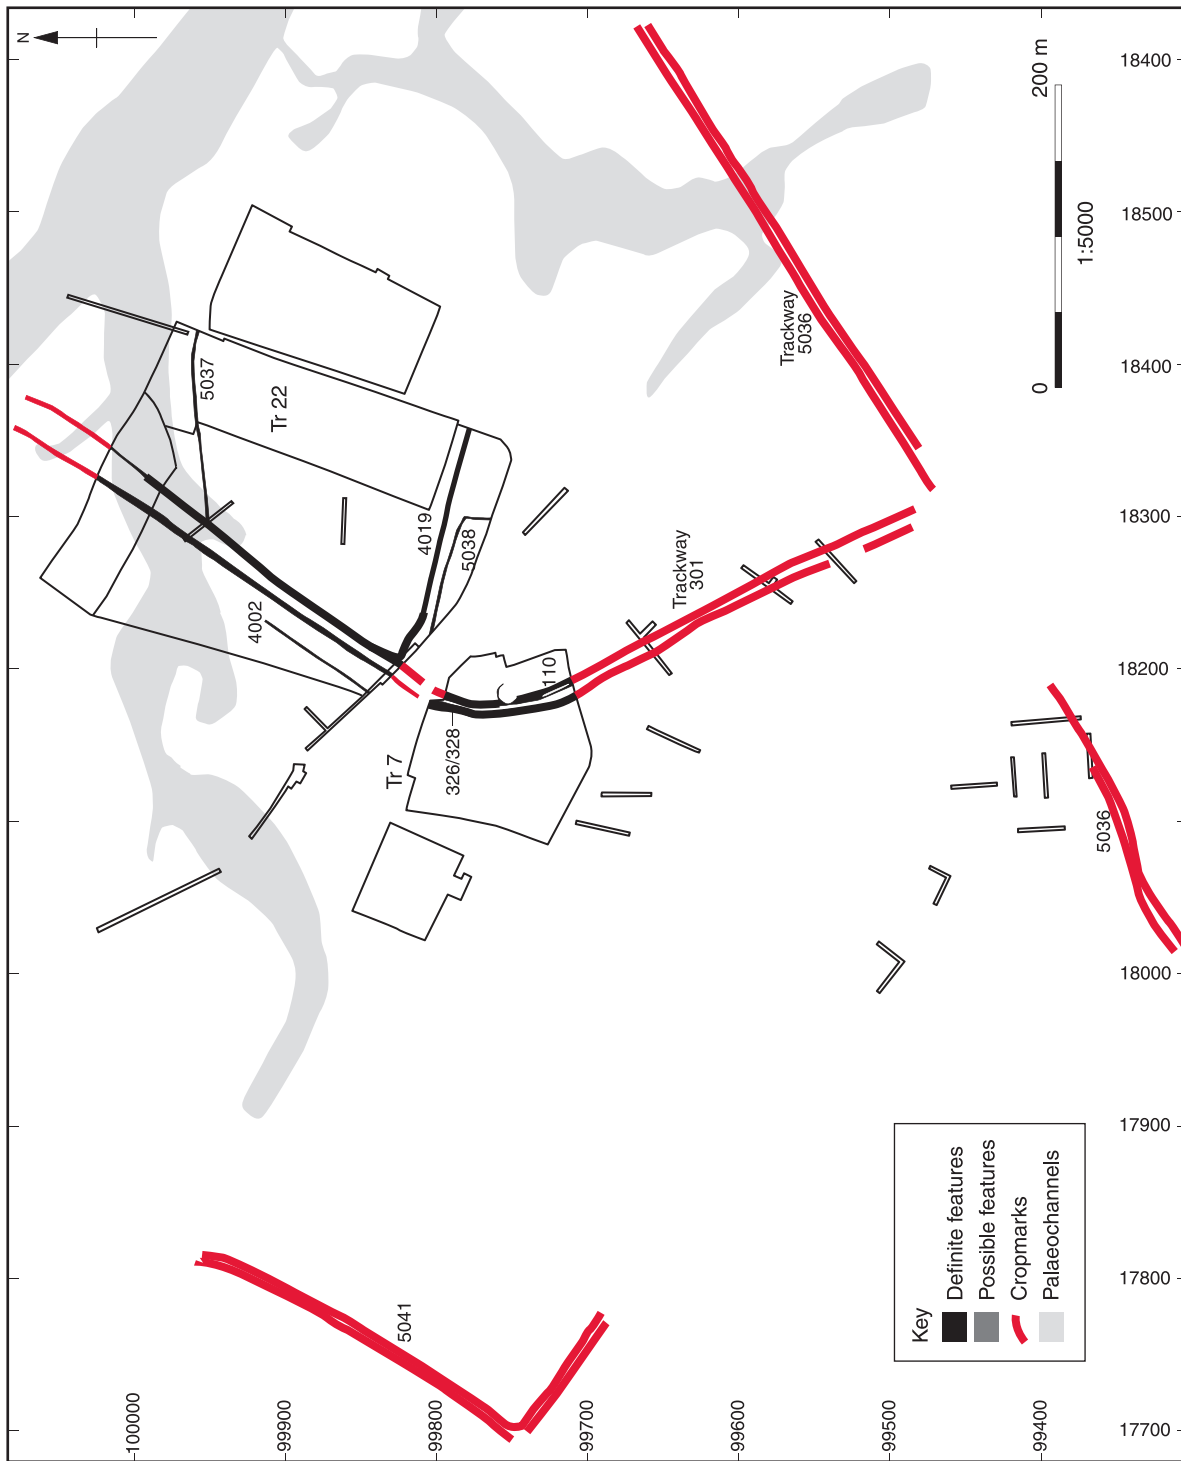 N
5037
Tr 22
4002
4019
5038
Tr 7
326/328
110
Trackway
301
Trackway
5036
5036
5041
0
200 m
1:5000
Key
Definite features
Possible features
Cropmarks
Palaeochannels
100000
99900
99800
99700
99600
99500
99400
17700
17800
17900
18000
18200
18300
18400
18500
18400